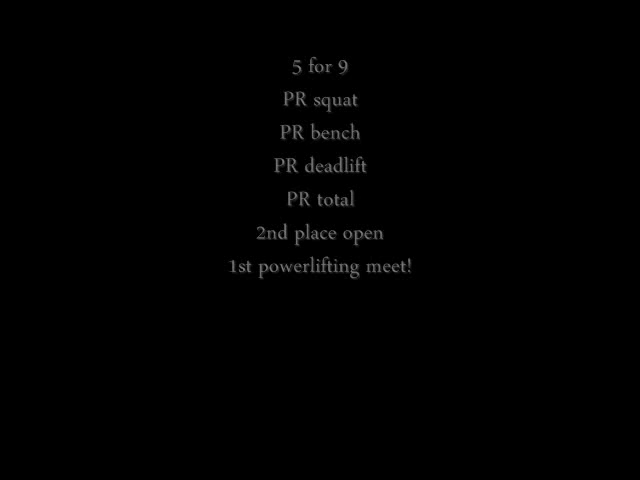 5 for 9
PR squat
PR bench
PR deadlift
PR total
2nd place open
1st powerlifting meet!